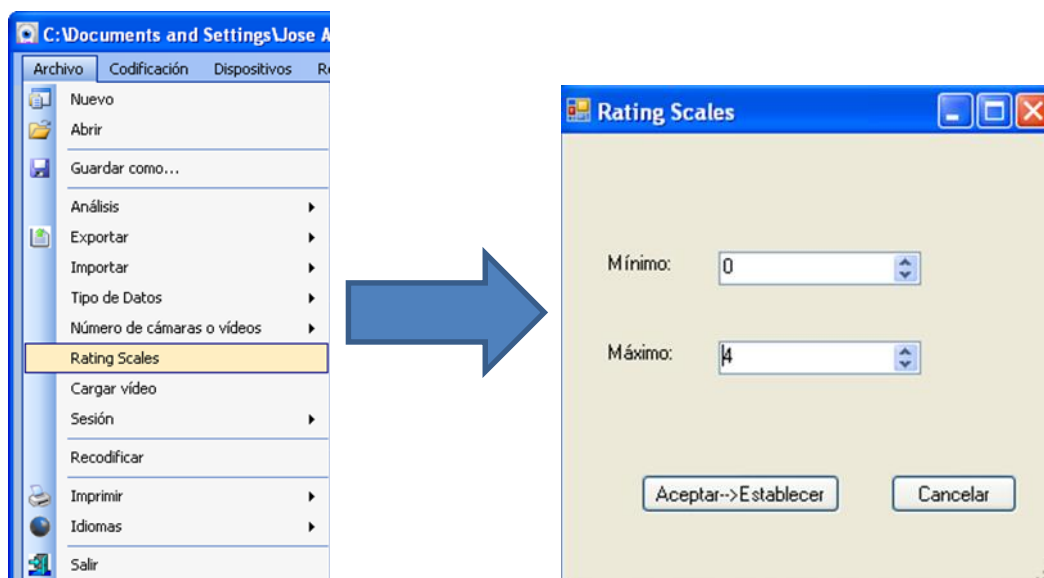 C:\Documents and Settings\Jose A
Archivo Codificación Dispositivos
Nuevo
Abrir
Guardar como...
Análisis
Exportar
Importar
Tipo de Datos
Número de cámaras o vídeos
Rating Scales
Cargar vídeo
Sesión
Recodificar
Imprimir
Idiomas
Salir
Rating Scales
Mínimo: 0
Máximo: 4
Aceptar-->Establecer Cancelar